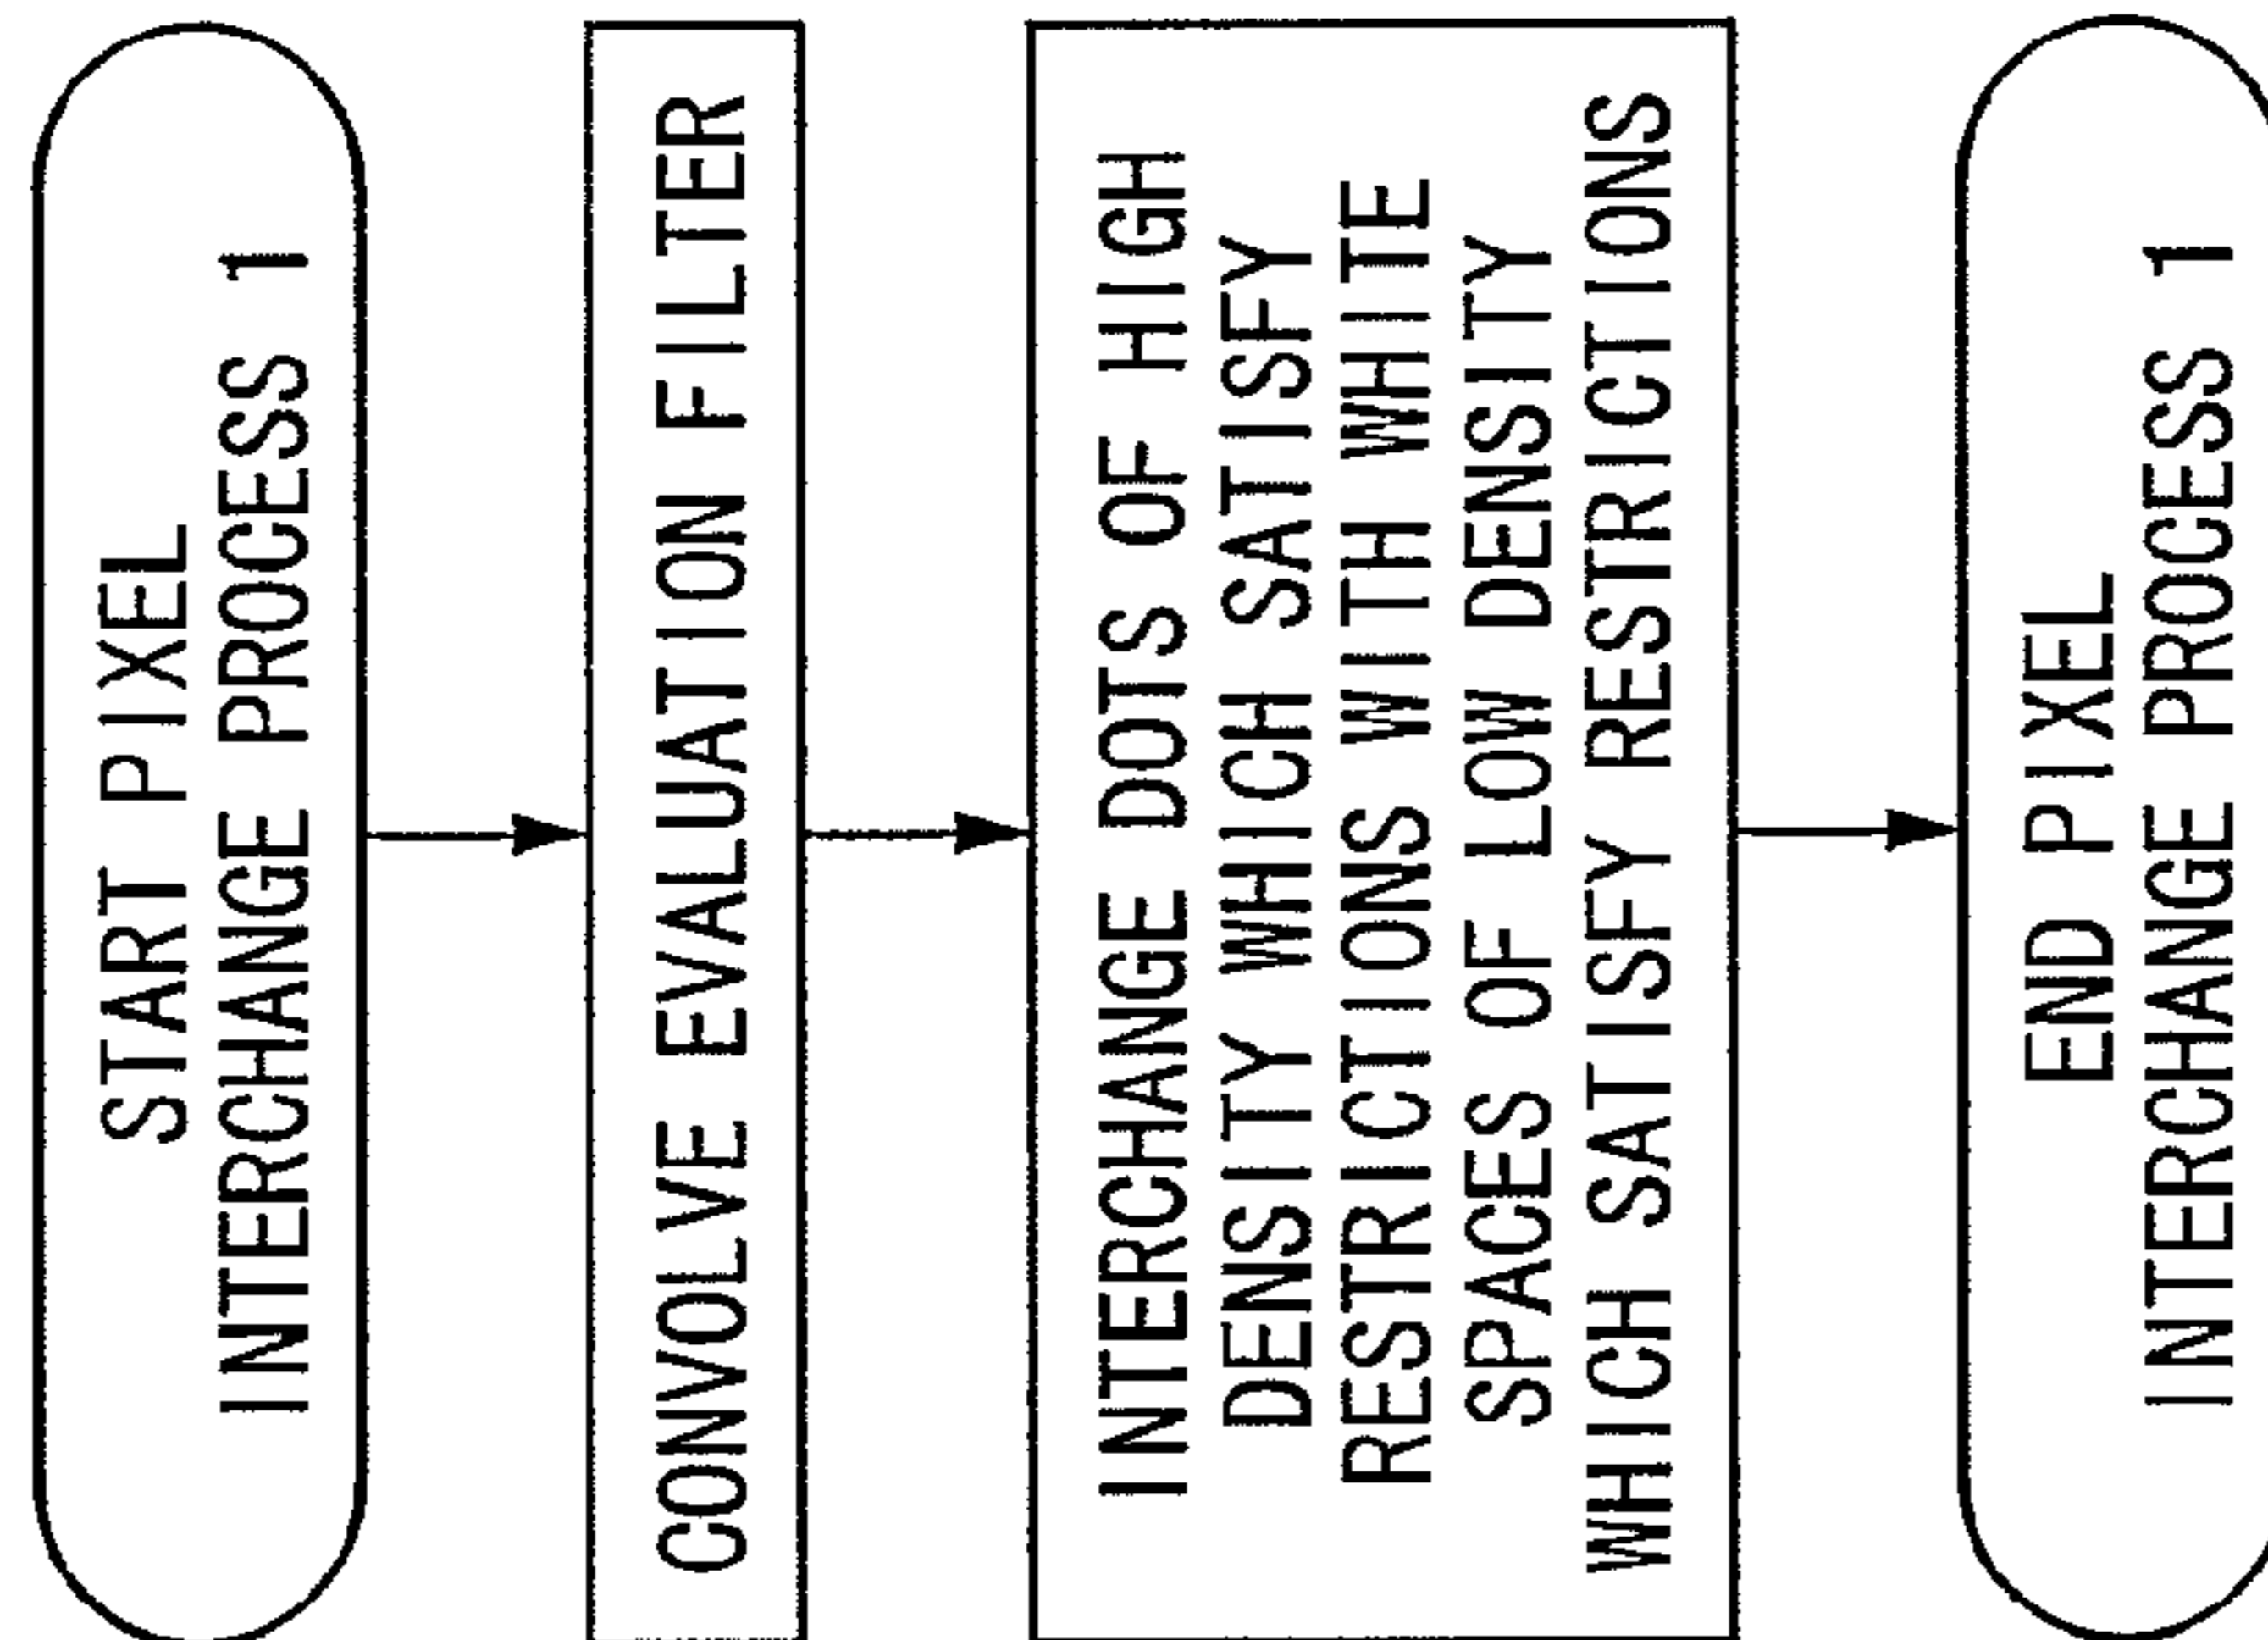 START PIXEL
INTERCHANGE PROCESS 1
CONVOLVE EVALUATION FILTER
INTERCHANGE DOTS OF HIGH
DENSITY WHICH SATISFY
RESTRICTIONS WITH WHITE
SPACES OF LOW DENSITY
WHICH SATISFY RESTRICTIONS
END PIXEL
INTERCHANGE PROCESS 1